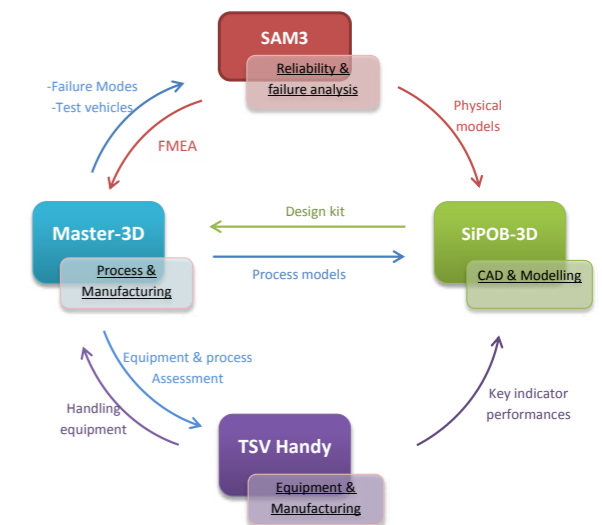 SAM3
Reliability &
failure analysis
-Failure Modes
-Test vehicles
FMEA
Physical
models
Master-3D
Process &
Manufacturing
Design kit
Process models
SiPOB-3D
CAD & Modelling
Equipment & process
Assessment
Handling
equipment
Key indicator
performances
TSV Handy
Equipment &
Manufacturing